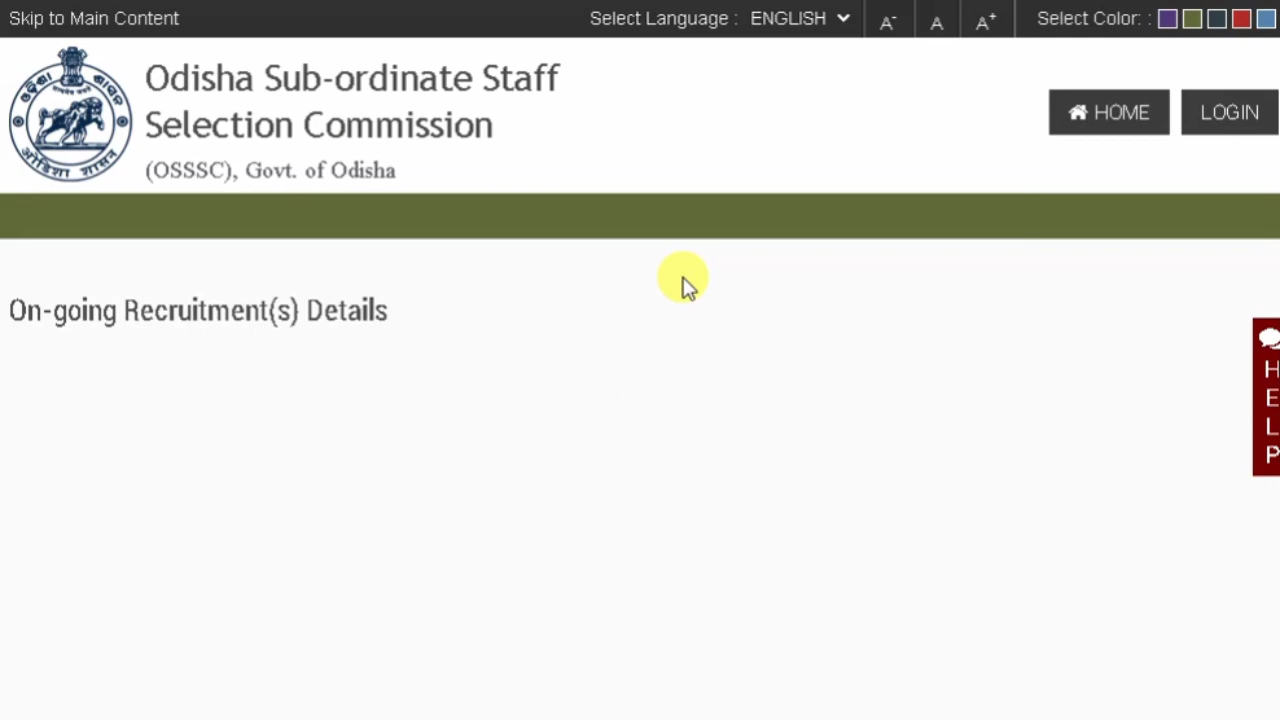 Skip to Main Content
Select Language : ENGLISH
A-
A
A+
Select Color: :
Odisha Sub-ordinate Staff
Selection Commission
(OSSSC), Govt. of Odisha
HOME
LOGIN
On-going Recruitment(s) Details
H
E
L
P